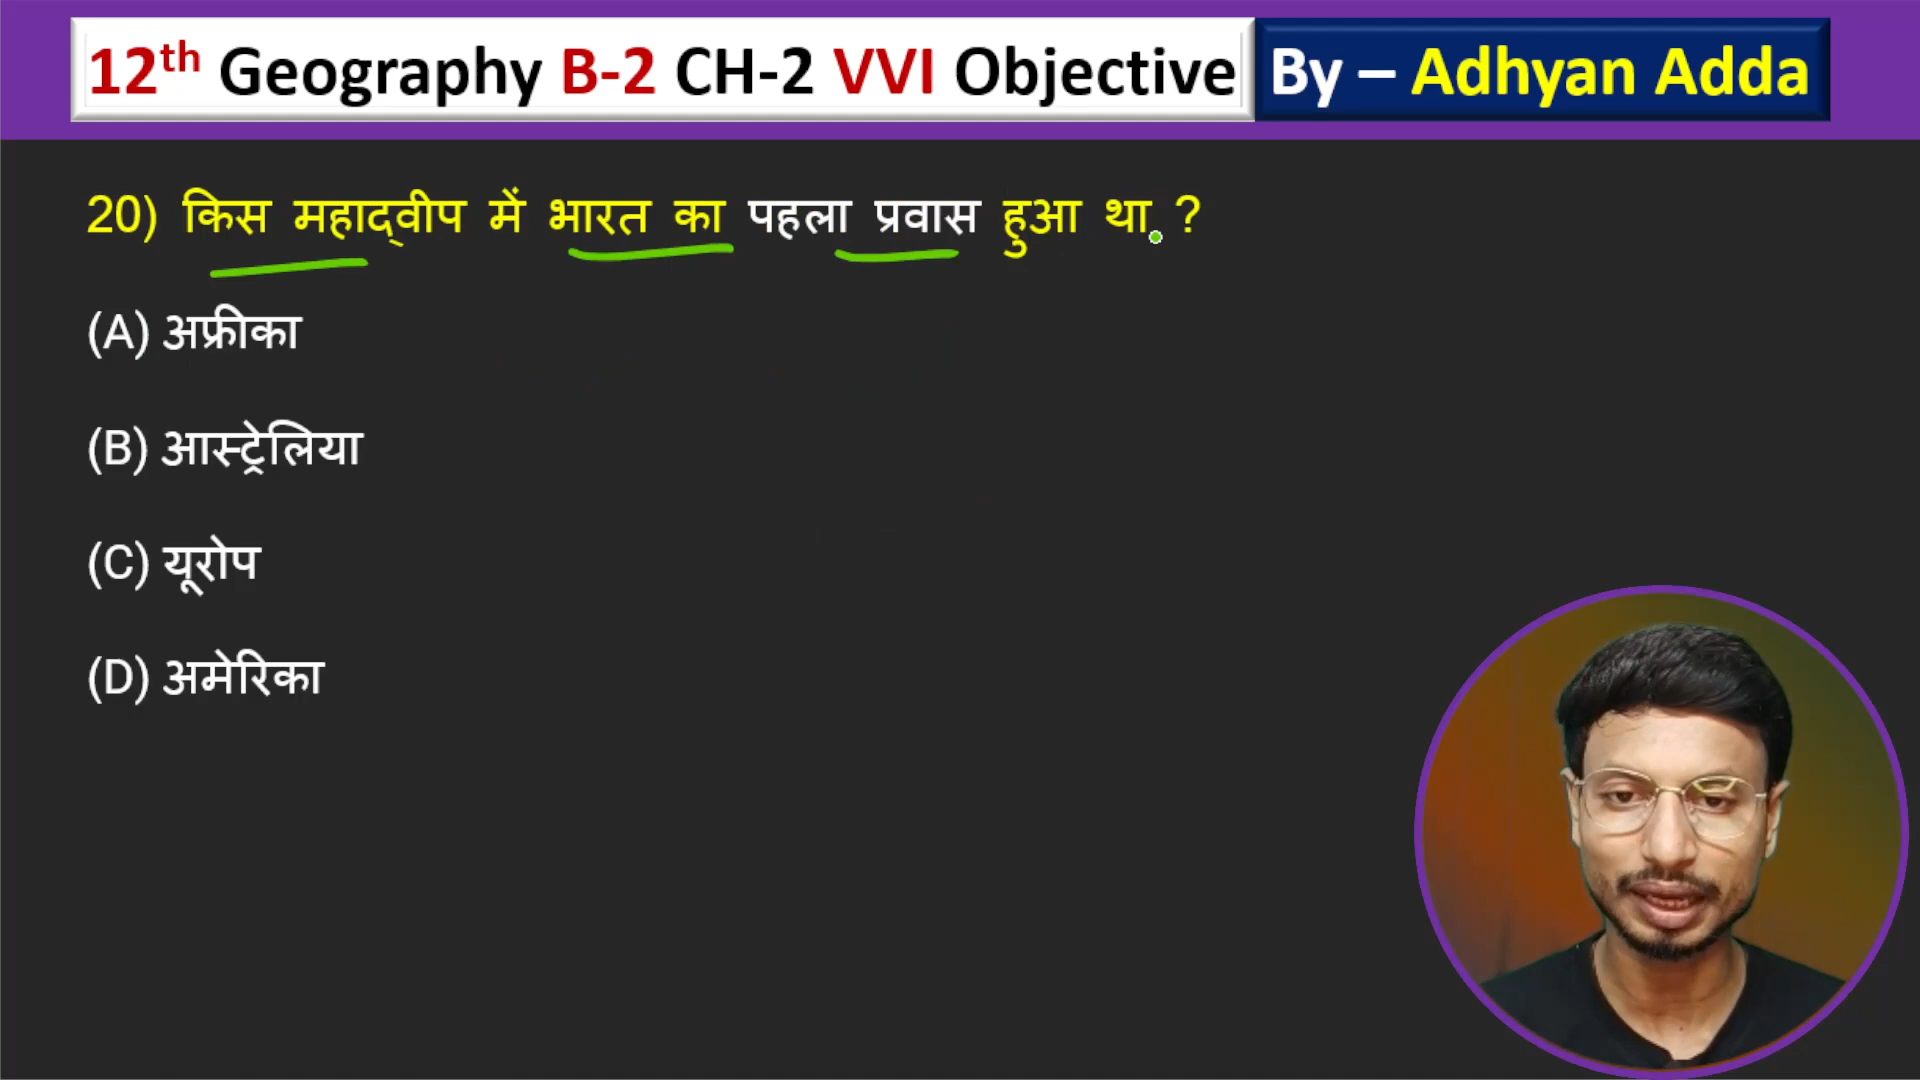 12th Geography B-2 CH-2 VVI Objective By – Adhyan Adda
20) किस महाद्वीप में भारत का पहला प्रवास हुआ था ?
(A) अफ्रीका
(B) आस्ट्रेलिया
(C) यूरोप
(D) अमेरिका